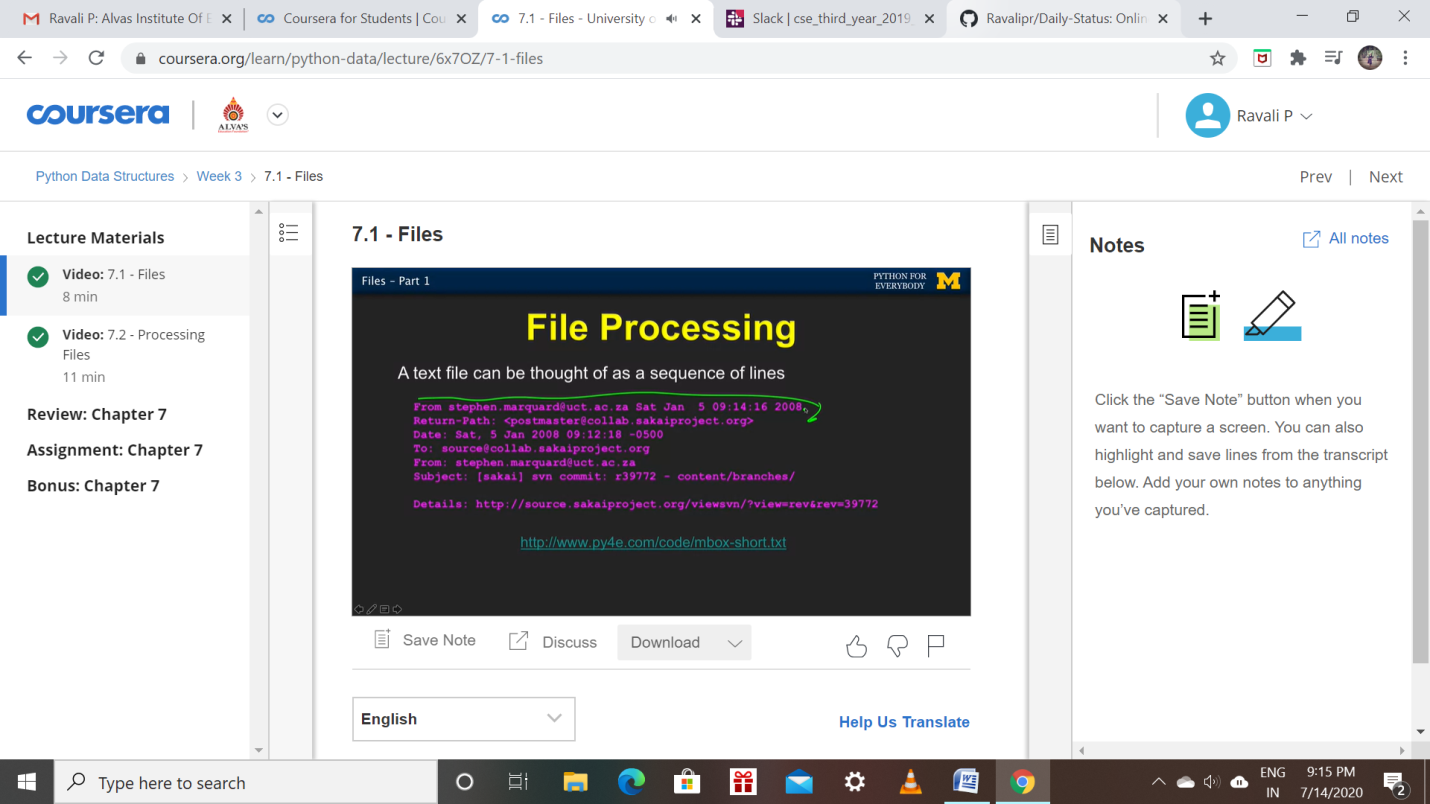 Ravali P: Alvas Institute Of E
Coursera for Students | Cou
7.1 - Files - University o
Slack | cse_third_year_2019_
Ravalipr/Daily-Status: Onlin
coursera.org/learn/python-data/lecture/6x7OZ/7-1-files
coursera
ALVA'S
Ravali P
Python Data Structures > Week 3 > 7.1 - Files
Prev | Next
Lecture Materials
Video: 7.1 - Files
8 min
Video: 7.2 - Processing
Files
11 min
Review: Chapter 7
Assignment: Chapter 7
Bonus: Chapter 7
7.1 - Files
Files – Part 1
PYTHON FOR
EVERYBODY
M
File Processing
A text file can be thought of as a sequence of lines
From stephen.marquard@uct.ac.za Sat Jan  5 09:14:16 2008
Return-Path: <postmaster@collab.sakaiproject.org>
Date: Sat, 5 Jan 2008 09:12:18 -0500
To: source@collab.sakaiproject.org
From: stephen.marquard@uct.ac.za
Subject: [sakai] svn commit: r39772 - content/branches/
Details: http://source.sakaiproject.org/viewsvn/?view=rev&rev=39772
http://www.py4e.com/code/mbox-short.txt
Save Note
Discuss
Download
English
Help Us Translate
Notes
All notes
Click the “Save Note” button when you
want to capture a screen. You can also
highlight and save lines from the transcript
below. Add your own notes to anything
you’ve captured.
Type here to search
ENG
IN
9:15 PM
7/14/2020
2